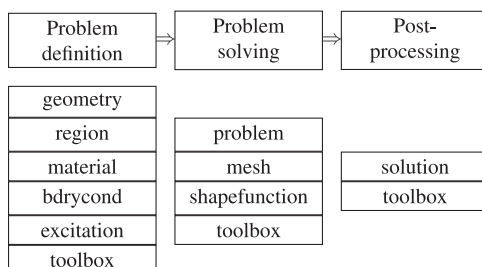 Problem
definition
⇒
Problem
solving
⇒
Post-
processing
geometry
region
material
bdrycond
excitation
toolbox
problem
mesh
shapefunction
toolbox
solution
toolbox